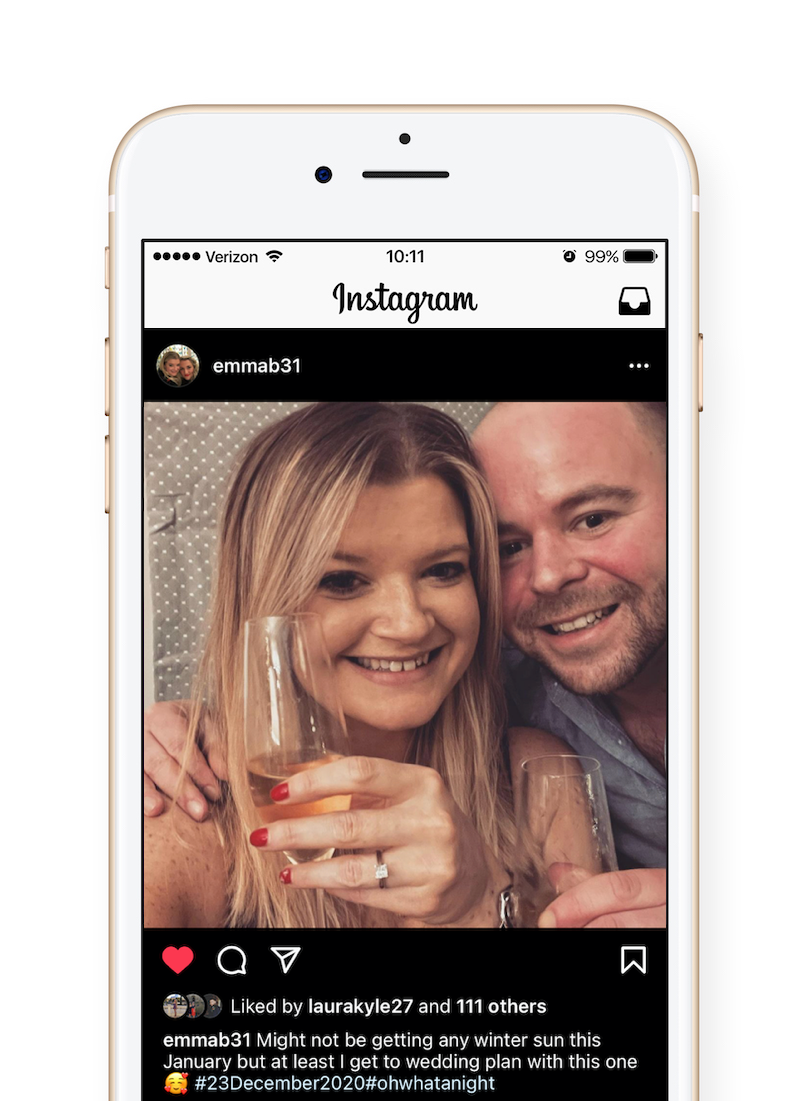 Verizon 10:11 99%
Instagram
emmab31
Liked by laurakyle27 and 111 others
emmab31 Might not be getting any winter sun this
January but at least I get to wedding plan with this one
🥰 #23December2020#ohwhatanight